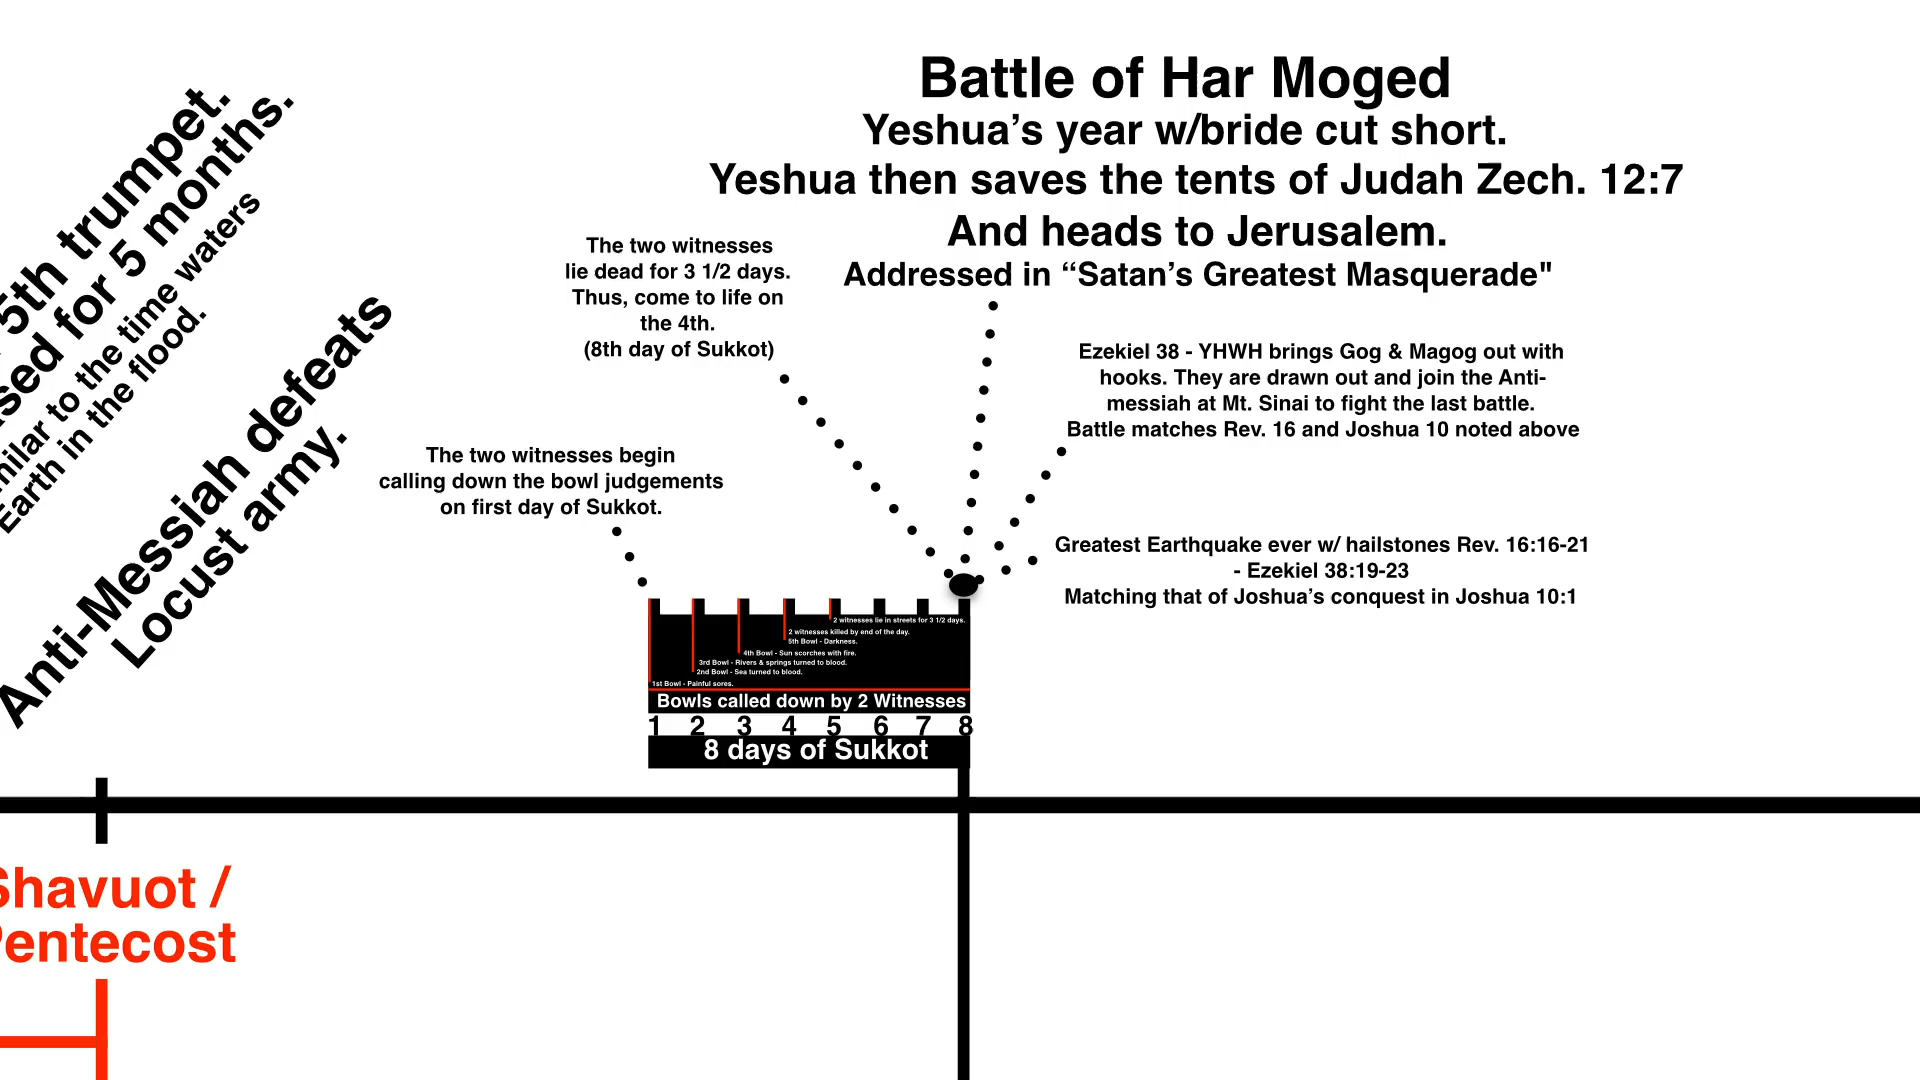 5th trumpet.
sed for 5 months.
to the time waters
Earth in the flood.
Anti-Messiah defeats
Locust army.
Battle of Har Moged
Yeshua’s year w/bride cut short.
Yeshua then saves the tents of Judah Zech. 12:7
And heads to Jerusalem.
Addressed in “Satan’s Greatest Masquerade"
The two witnesses
lie dead for 3 1/2 days.
Thus, come to life on
the 4th.
(8th day of Sukkot)
Ezekiel 38 - YHWH brings Gog & Magog out with
hooks. They are drawn out and join the Anti-
messiah at Mt. Sinai to fight the last battle.
Battle matches Rev. 16 and Joshua 10 noted above
The two witnesses begin
calling down the bowl judgements
on first day of Sukkot.
Greatest Earthquake ever w/ hailstones Rev. 16:16-21
- Ezekiel 38:19-23
Matching that of Joshua’s conquest in Joshua 10:1
2 witnesses lie in streets for 3 1/2 days.
2 witnesses killed by end of the day.
5th Bowl - Darkness.
4th Bowl - Sun scorches with fire.
3rd Bowl - Rivers & springs turned to blood.
2nd Bowl - Sea turned to blood.
1st Bowl - Painful sores.
Bowls called down by 2 Witnesses
1 2 3 4 5 6 7 8
8 days of Sukkot
Shavuot /
Pentecost